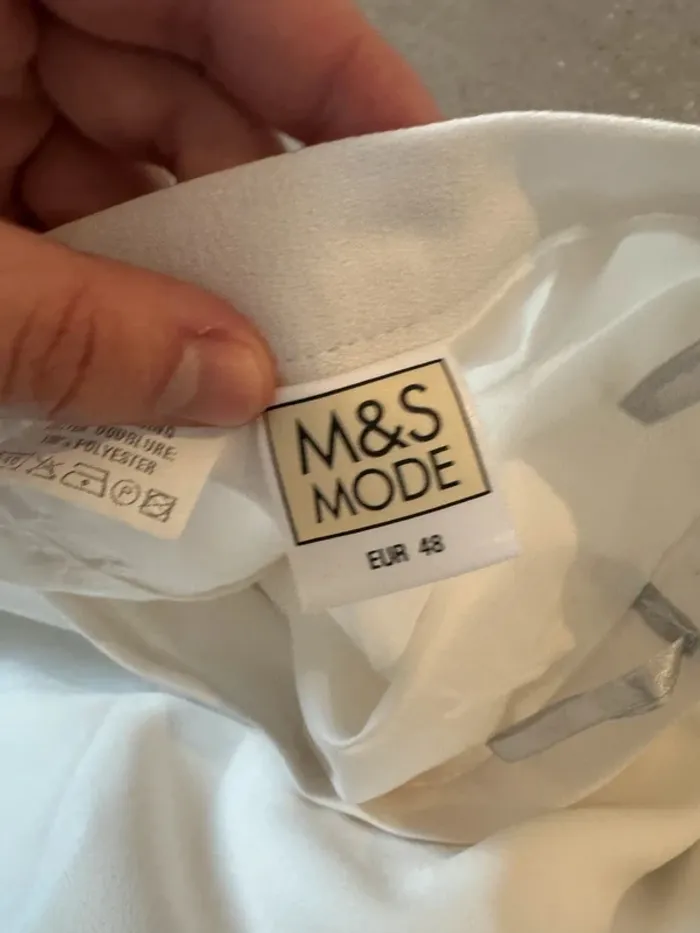 M&S
MODE
EUR 48
DOUBLURE:
100% POLYESTER